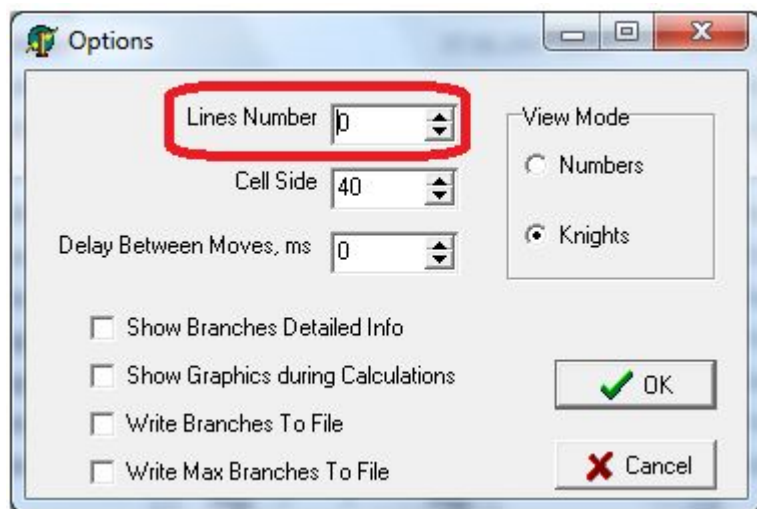 Options
Lines Number 0
Cell Side 40
Delay Between Moves, ms 0
View Mode
Numbers
Knights
Show Branches Detailed Info
Show Graphics during Calculations
Write Branches To File
Write Max Branches To File
OK
Cancel